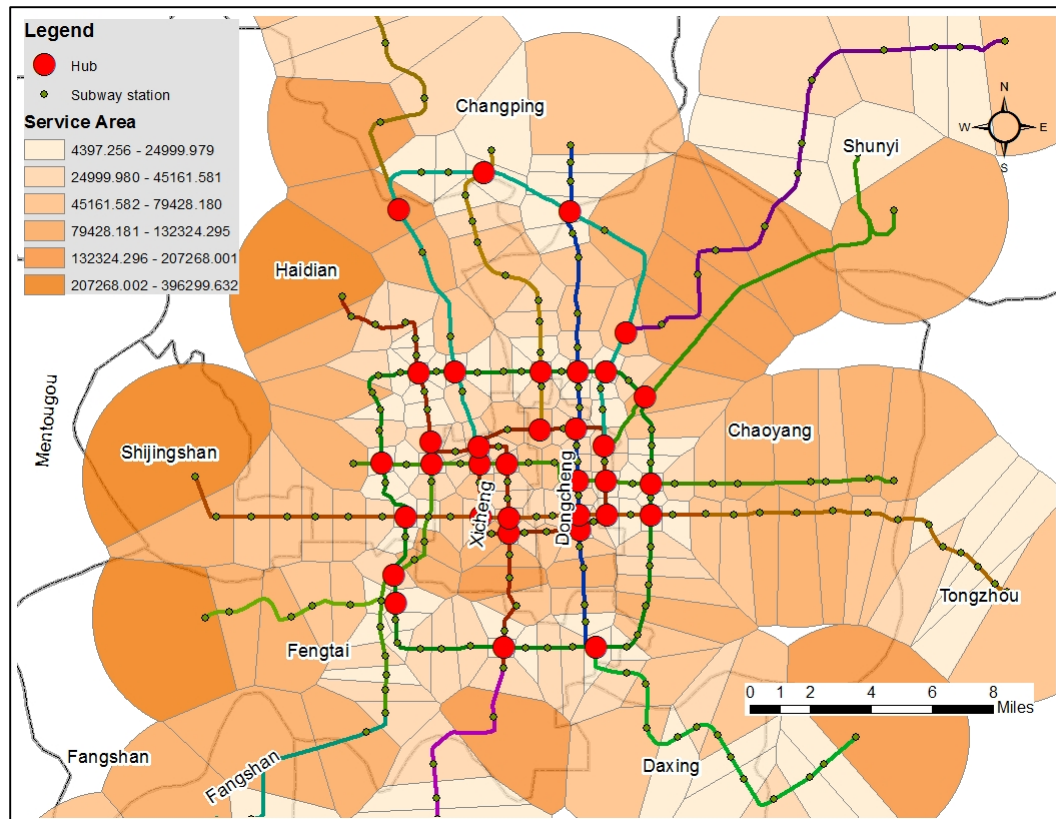 Legend
Hub
Subway station
Service Area
4397.256 - 24999.979
24999.980 - 45161.581
45161.582 - 79428.180
79428.181 - 132324.295
132324.296 - 207268.001
207268.002 - 396299.632
Changping
N
W E
S
Shunyi
Haidian
Mentougou
Shijingshan
Chaoyang
Xicheng
Dongcheng
Tongzhou
Fengtai
0 1 2 4 6 8
Miles
Fangshan
Fangshan
Daxing